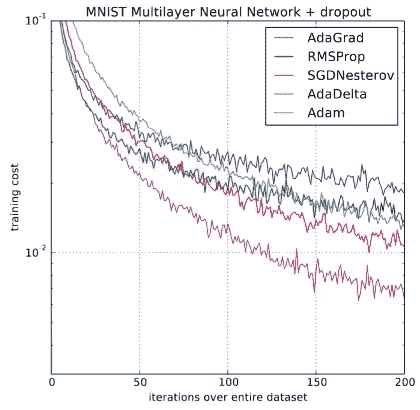 MNIST Multilayer Neural Network + dropout
10^-1
AdaGrad
RMSProp
SGDNesterov
AdaDelta
Adam
training cost
10^-2
0 50 100 150 200
iterations over entire dataset